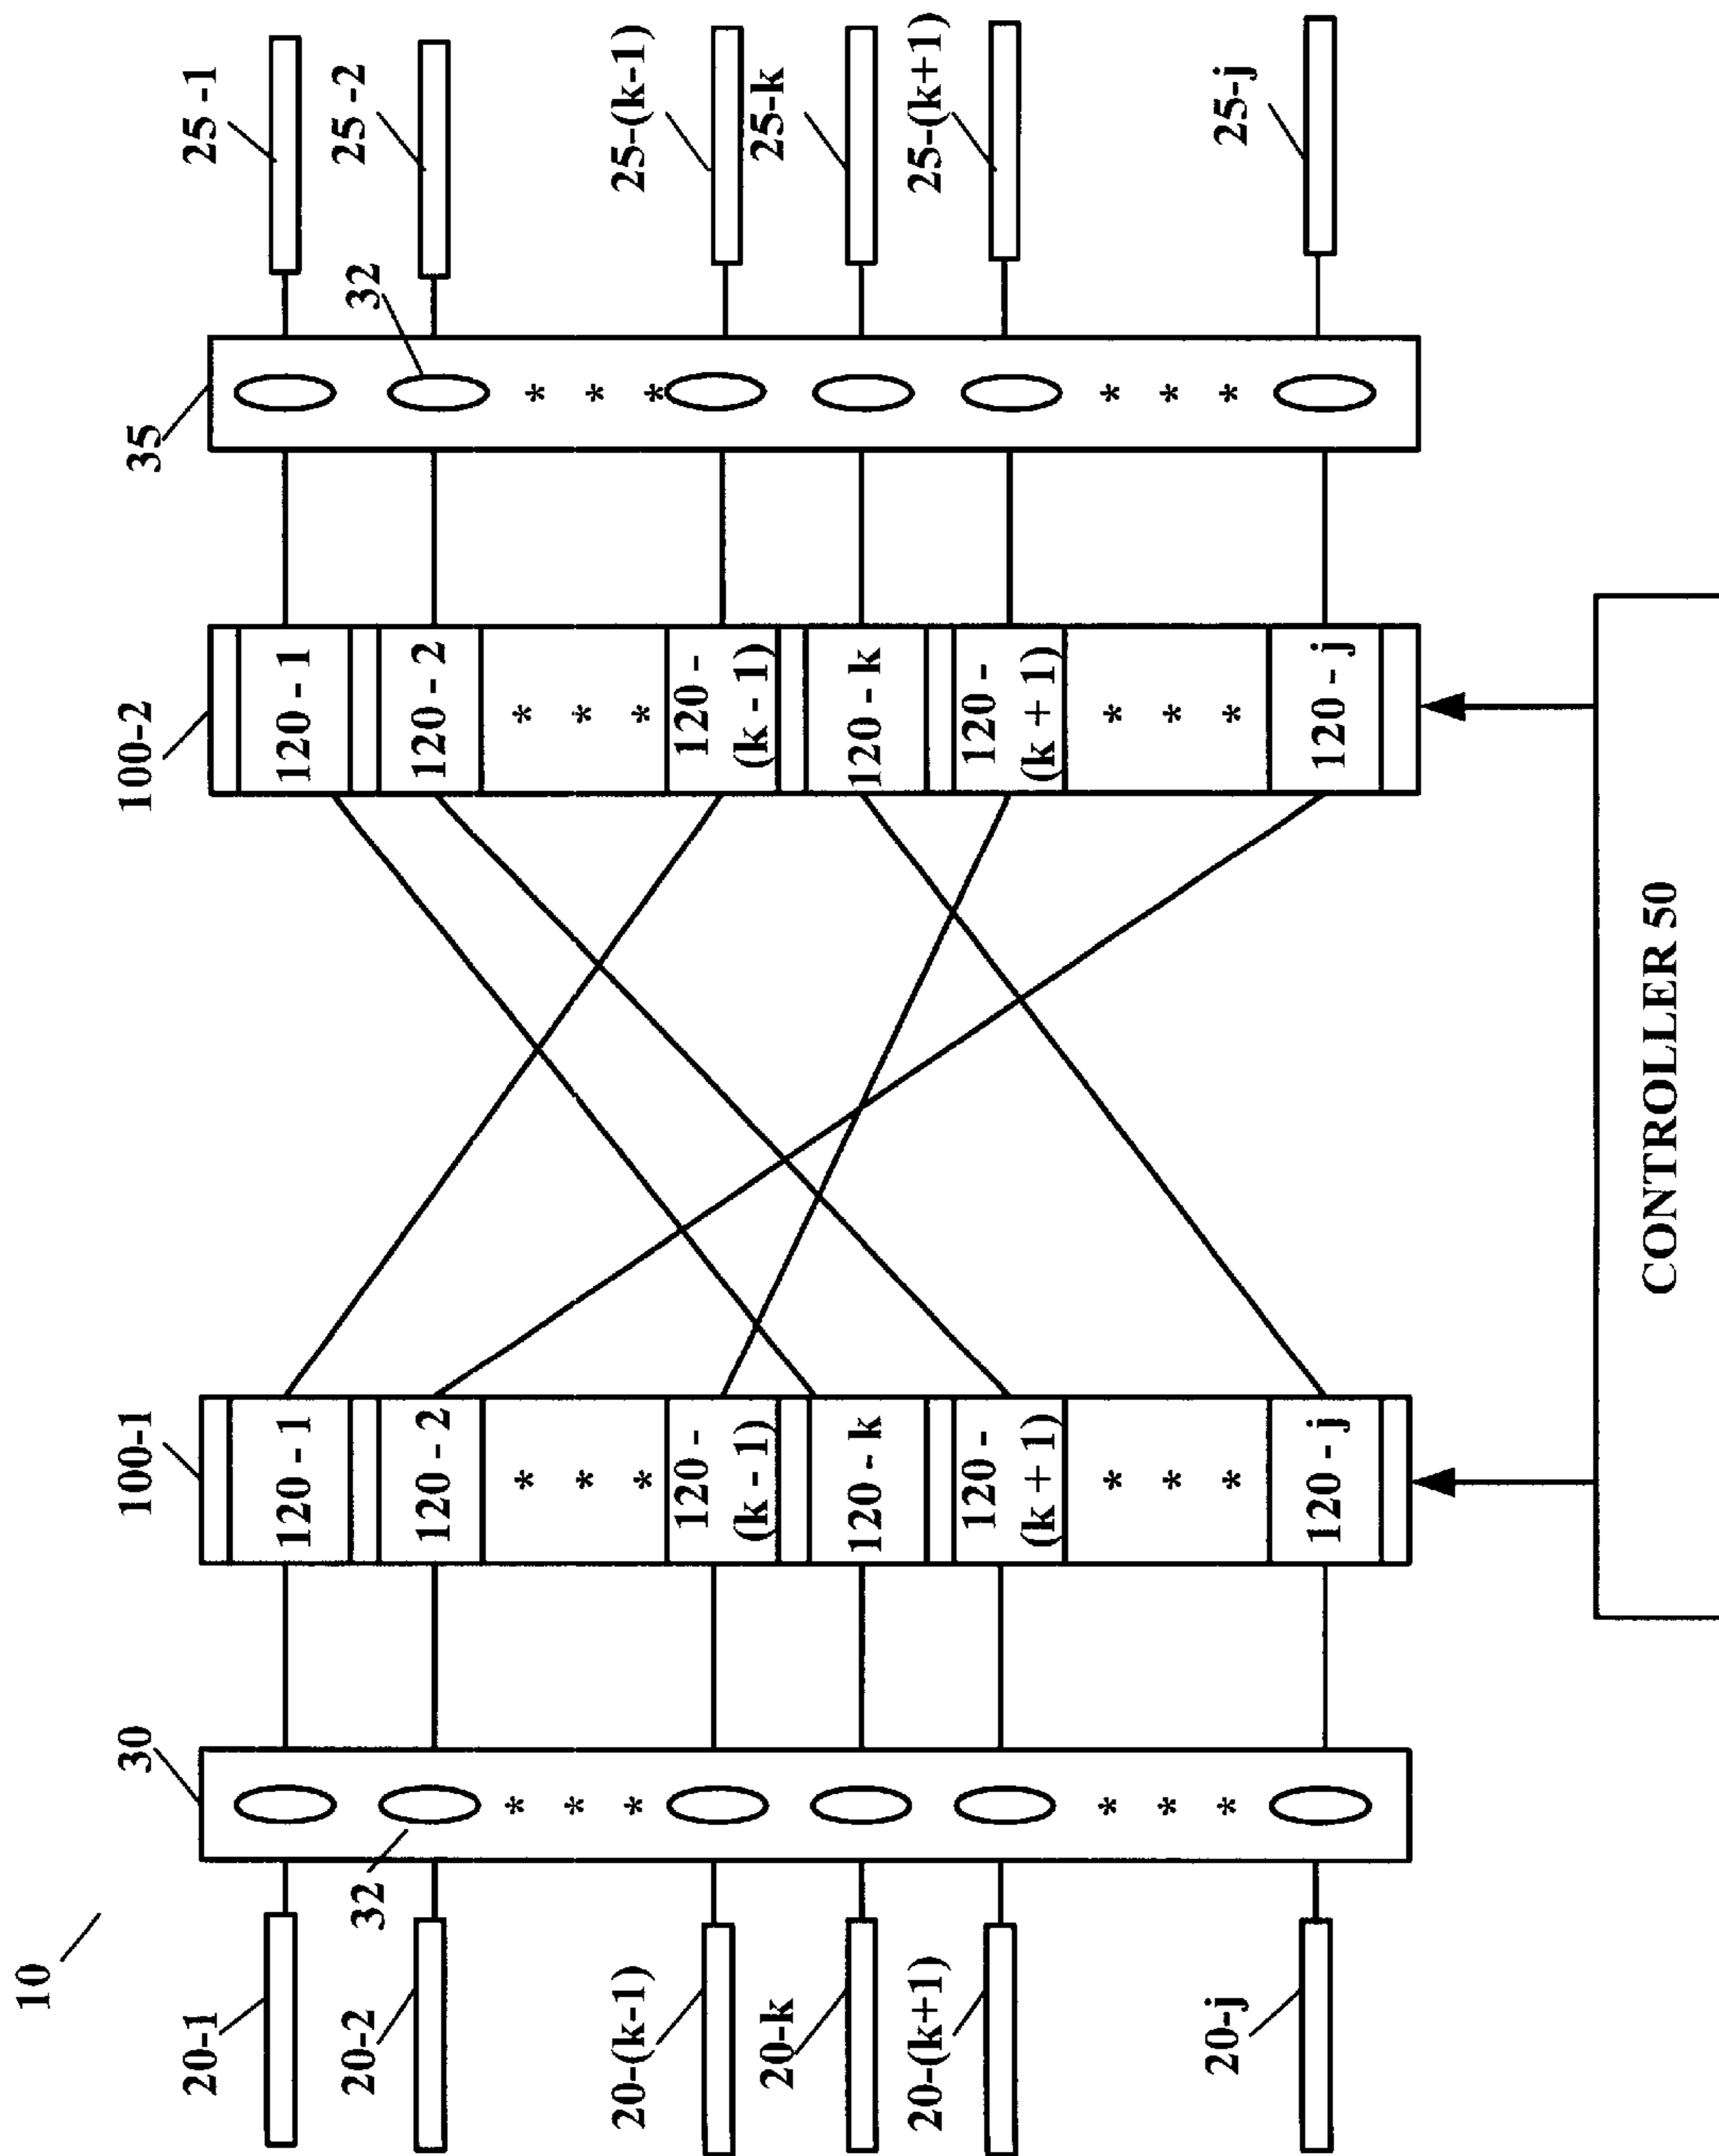 10
30
100-1
100-2
35
20-1
120 - 1
120 - 1
25 -1
20-2
32
120 - 2
120 - 2
32
25 -2
* * *
* * *
* * *
* * *
20-(k-1)
120 -
(k - 1)
120 -
(k - 1)
25-(k-1)
20-k
120 - k
120 - k
25-k
20-(k+1)
120 -
(k + 1)
120 -
(k + 1)
25-(k+1)
* * *
* * *
* * *
* * *
20-j
120 - j
120 - j
25-j
CONTROLLER 50